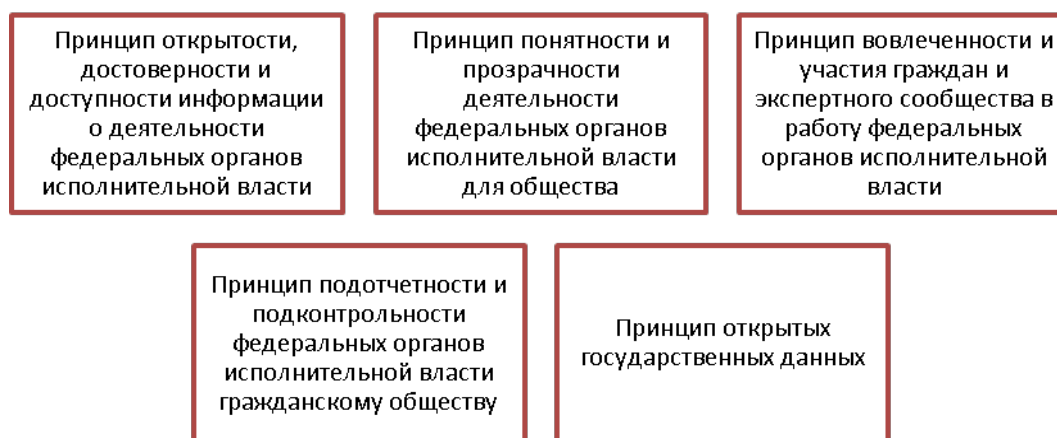 Принцип открытости,
достоверности и
доступности информации
о деятельности
федеральных органов
исполнительной власти
Принцип понятности и
прозрачности
деятельности
федеральных органов
исполнительной власти
для общества
Принцип вовлеченности и
участия граждан и
экспертного сообщества в
работу федеральных
органов исполнительной
власти
Принцип подотчетности и
подконтрольности
федеральных органов
исполнительной власти
гражданскому обществу
Принцип открытых
государственных данных